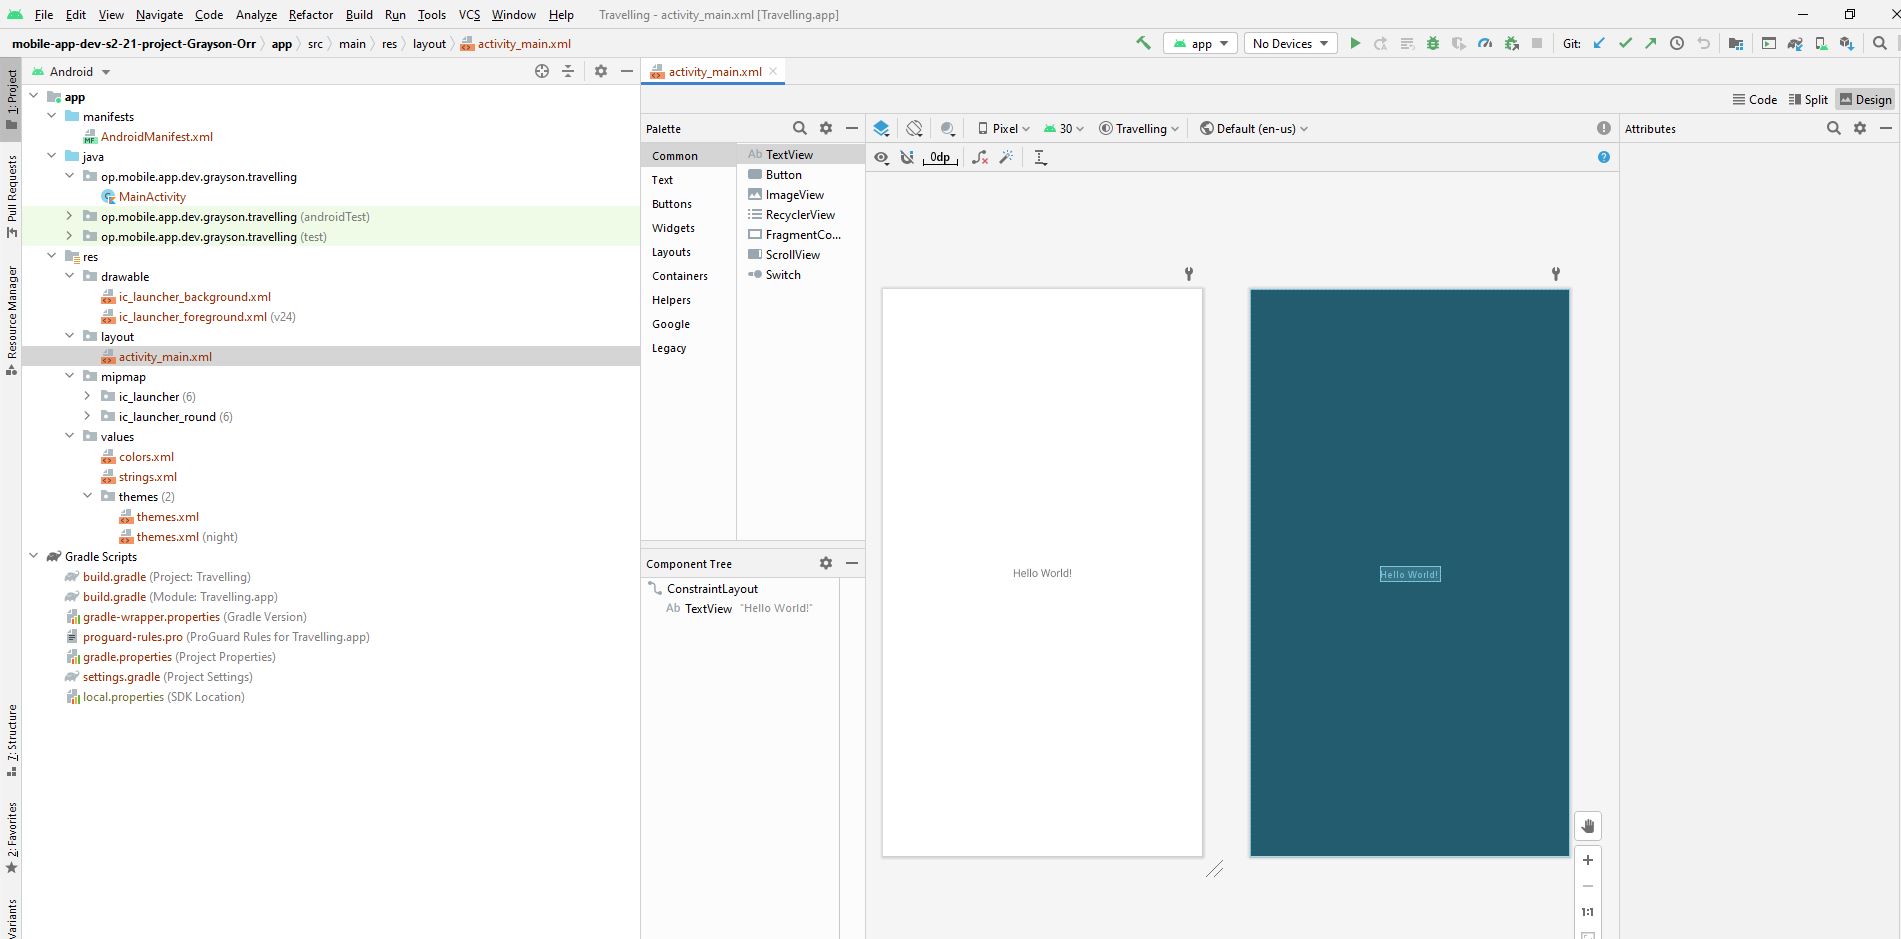 File Edit View Navigate Code Analyze Refactor Build Run Tools VCS Window Help Travelling - activity_main.xml [Travelling.app]
mobile-app-dev-s2-21-project-Grayson-Orr app src main res layout activity_main.xml app No Devices Git:
1: Project
Pull Requests
Resource Manager
7: Structure
2: Favorites
Variants
Android
app
manifests
AndroidManifest.xml
java
op.mobile.app.dev.grayson.travelling
MainActivity
op.mobile.app.dev.grayson.travelling (androidTest)
op.mobile.app.dev.grayson.travelling (test)
res
drawable
ic_launcher_background.xml
ic_launcher_foreground.xml (v24)
layout
activity_main.xml
mipmap
ic_launcher (6)
ic_launcher_round (6)
values
colors.xml
strings.xml
themes (2)
themes.xml
themes.xml (night)
Gradle Scripts
build.gradle (Project: Travelling)
build.gradle (Module: Travelling.app)
gradle-wrapper.properties (Gradle Version)
proguard-rules.pro (ProGuard Rules for Travelling.app)
gradle.properties (Project Properties)
settings.gradle (Project Settings)
local.properties (SDK Location)
activity_main.xml
Code Split Design
Palette
Common
Text
Buttons
Widgets
Layouts
Containers
Helpers
Google
Legacy
Ab TextView
Button
ImageView
RecyclerView
FragmentCo...
ScrollView
Switch
Component Tree
ConstraintLayout
Ab TextView "Hello World!"
Pixel 30 Travelling Default (en-us)
0dp
Hello World!
Hello World!
1:1
Attributes